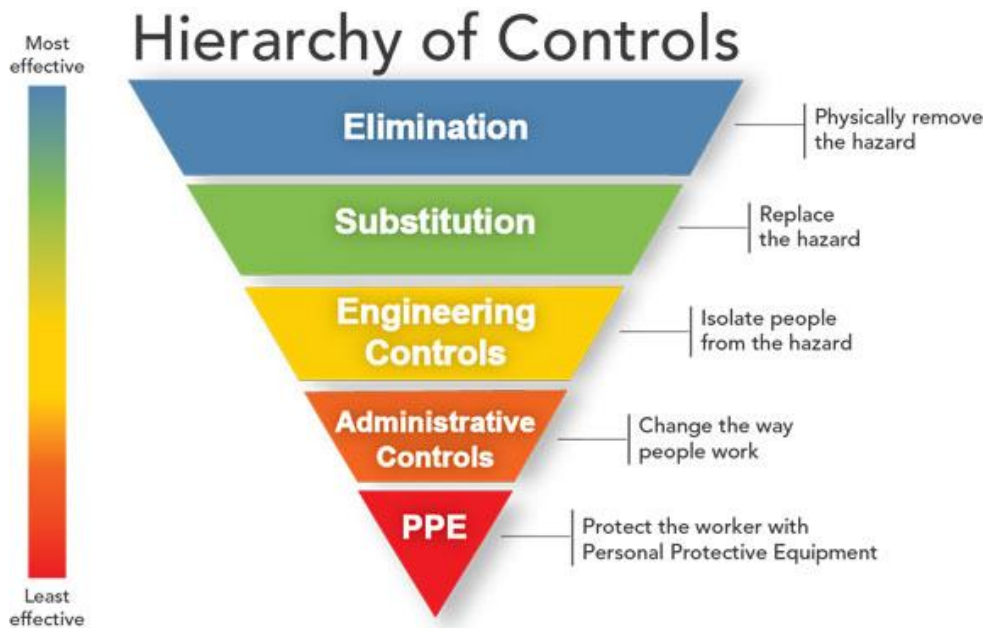 Hierarchy of Controls
Most
effective
Elimination
Physically remove
the hazard
Substitution
Replace
the hazard
Engineering
Controls
Isolate people
from the hazard
Administrative
Controls
Change the way
people work
PPE
Protect the worker with
Personal Protective Equipment
Least
effective